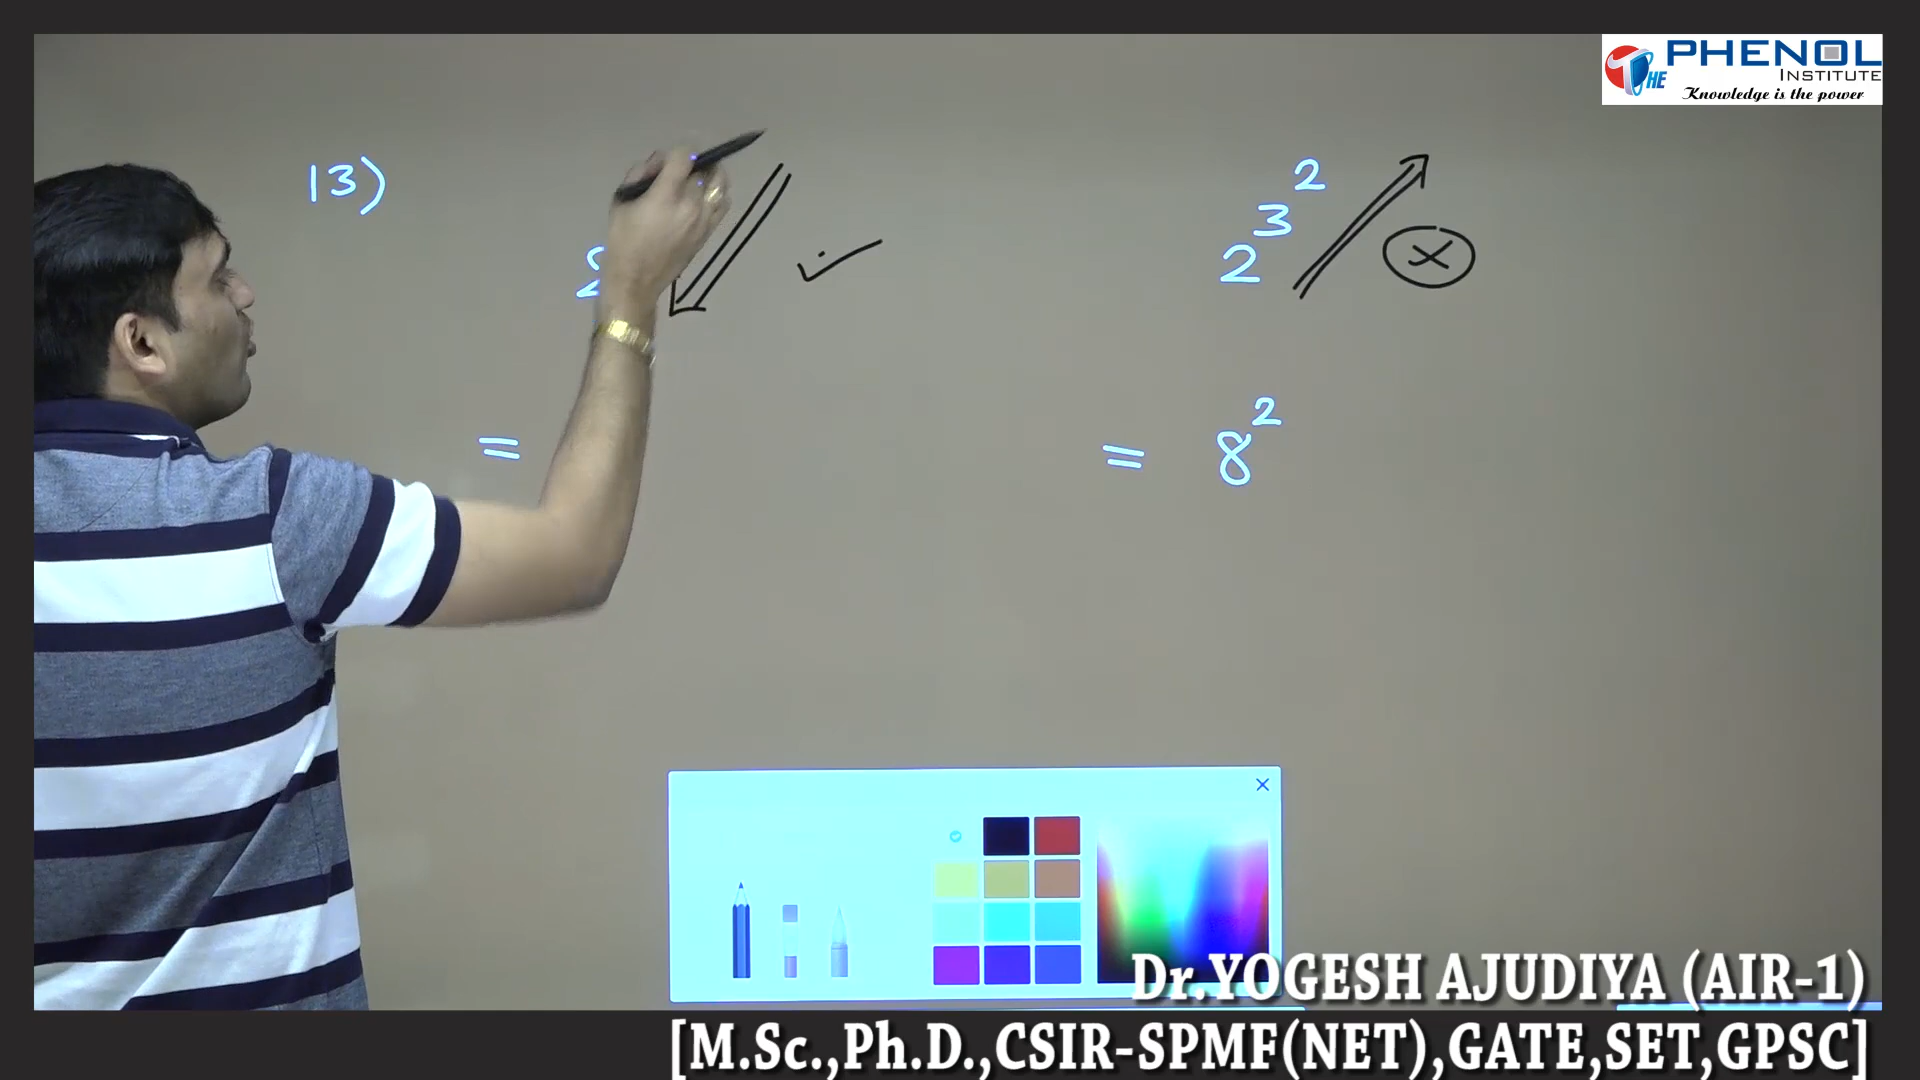 THE PHENOL
INSTITUTE
Knowledge is the power
13)
2
2^3^2
=
= 8^2
Dr.YOGESH AJUDIYA (AIR-1)
[M.Sc.,Ph.D.,CSIR-SPMF(NET),GATE,SET,GPSC]